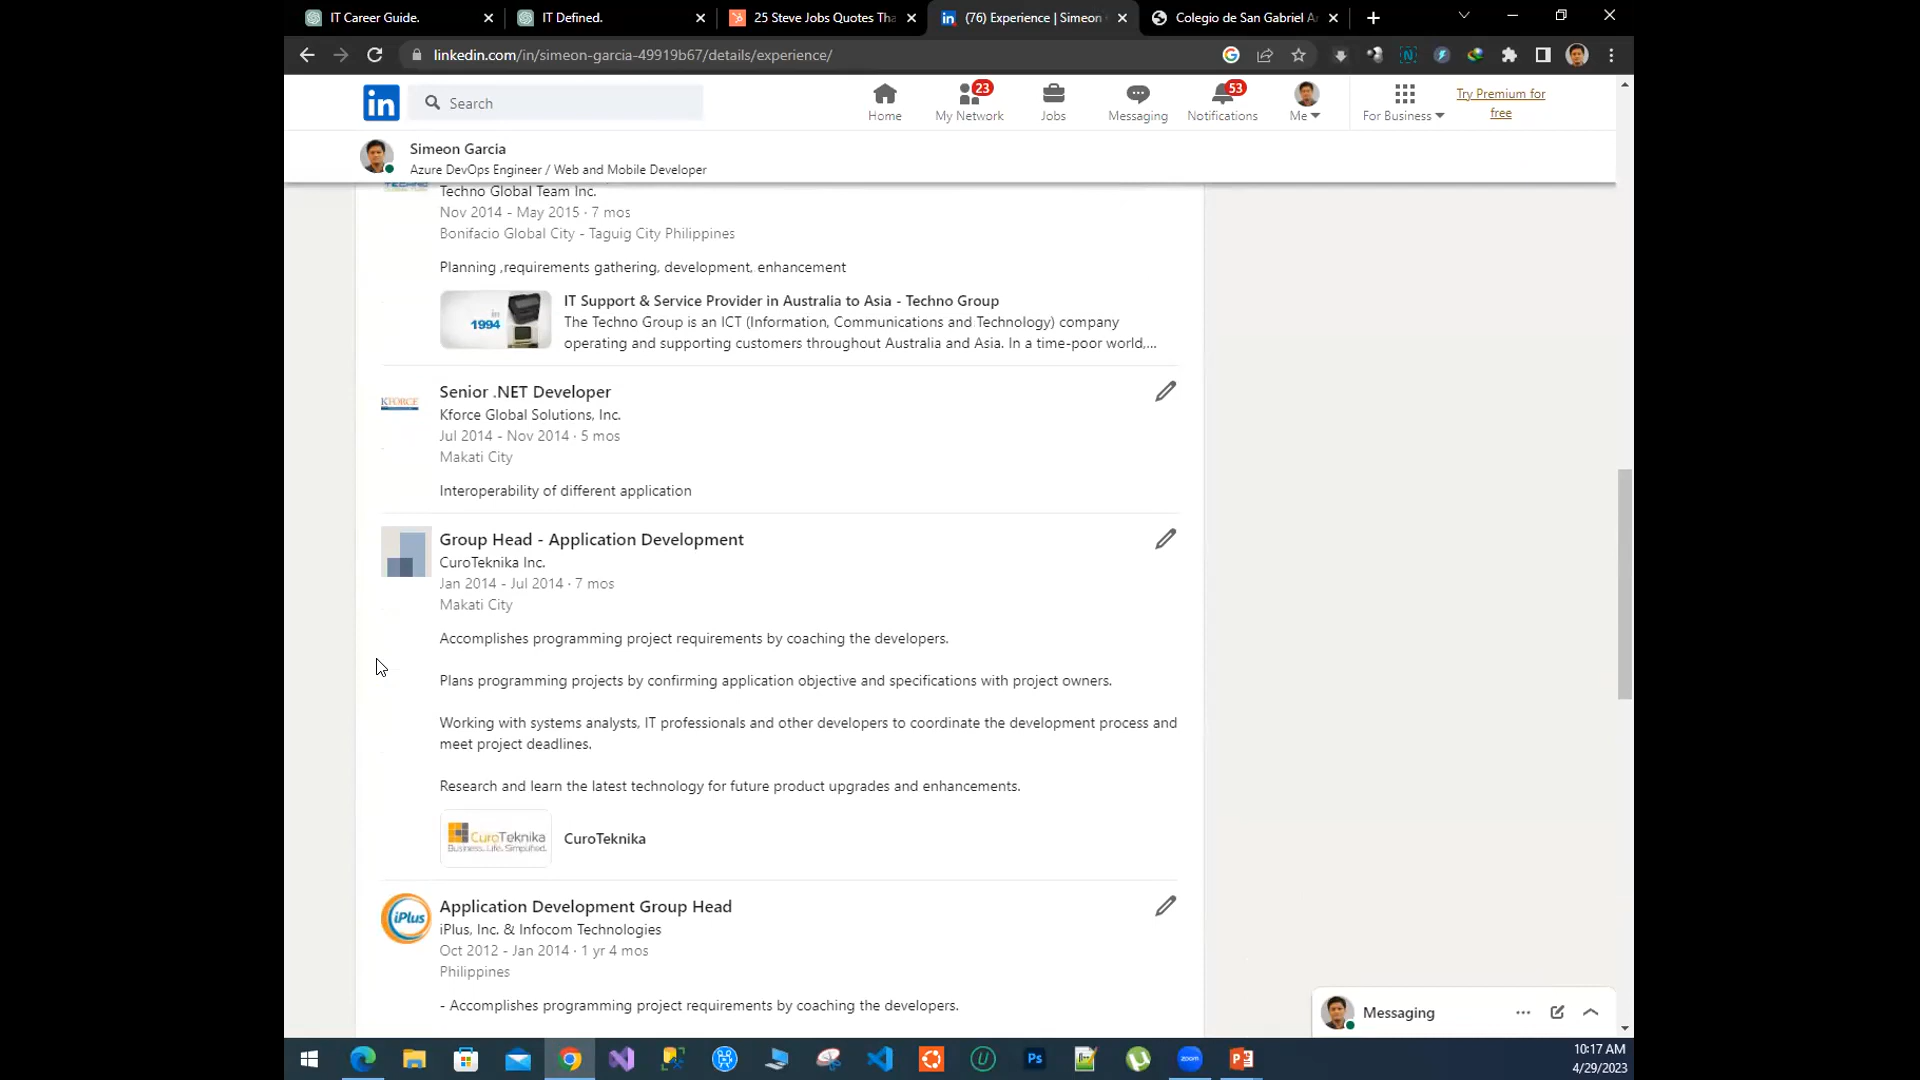 IT Career Guide.
IT Defined.
25 Steve Jobs Quotes Tha
(76) Experience | Simeon
Colegio de San Gabriel A
linkedin.com/in/simeon-garcia-49919b67/details/experience/
in
Search
Home
23
My Network
Jobs
Messaging
53
Notifications
Me
For Business
Try Premium for
free
Simeon Garcia
Azure DevOps Engineer / Web and Mobile Developer
Techno Global Team Inc.
Nov 2014 - May 2015 · 7 mos
Bonifacio Global City - Taguig City Philippines
Planning ,requirements gathering, development, enhancement
in
1994
IT Support & Service Provider in Australia to Asia - Techno Group
The Techno Group is an ICT (Information, Communications and Technology) company
operating and supporting customers throughout Australia and Asia. In a time-poor world,...
KFORCE
Senior .NET Developer
Kforce Global Solutions, Inc.
Jul 2014 - Nov 2014 · 5 mos
Makati City
Interoperability of different application
Group Head - Application Development
CuroTeknika Inc.
Jan 2014 - Jul 2014 · 7 mos
Makati City
Accomplishes programming project requirements by coaching the developers.
Plans programming projects by confirming application objective and specifications with project owners.
Working with systems analysts, IT professionals and other developers to coordinate the development process and
meet project deadlines.
Research and learn the latest technology for future product upgrades and enhancements.
CuroTeknika
Business. Life. Simplified.
CuroTeknika
iPlus
Application Development Group Head
iPlus, Inc. & Infocom Technologies
Oct 2012 - Jan 2014 · 1 yr 4 mos
Philippines
- Accomplishes programming project requirements by coaching the developers.
Messaging
Ps
zoom
10:17 AM
4/29/2023